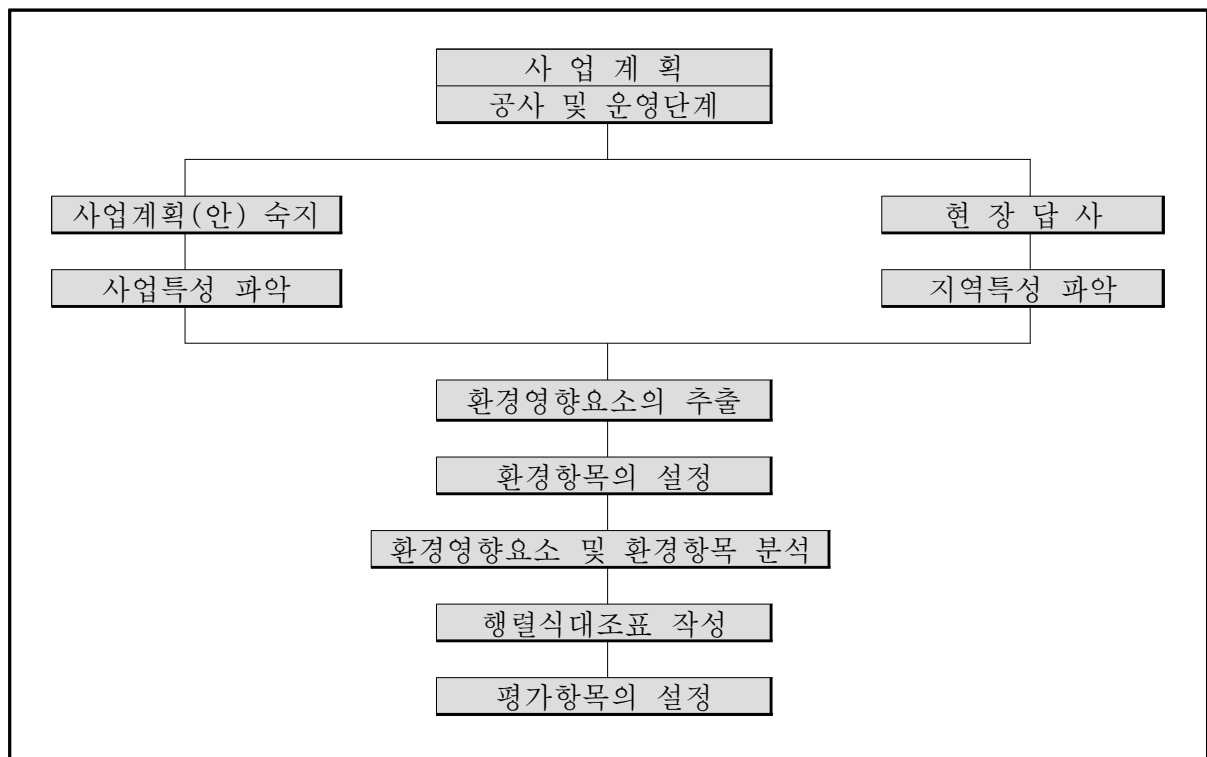 사 업 계 획
공사 및 운영단계
사업계획(안) 숙지
현 장 답 사
사업특성 파악
지역특성 파악
환경영향요소의 추출
환경항목의 설정
환경영향요소 및 환경항목 분석
행렬식대조표 작성
평가항목의 설정